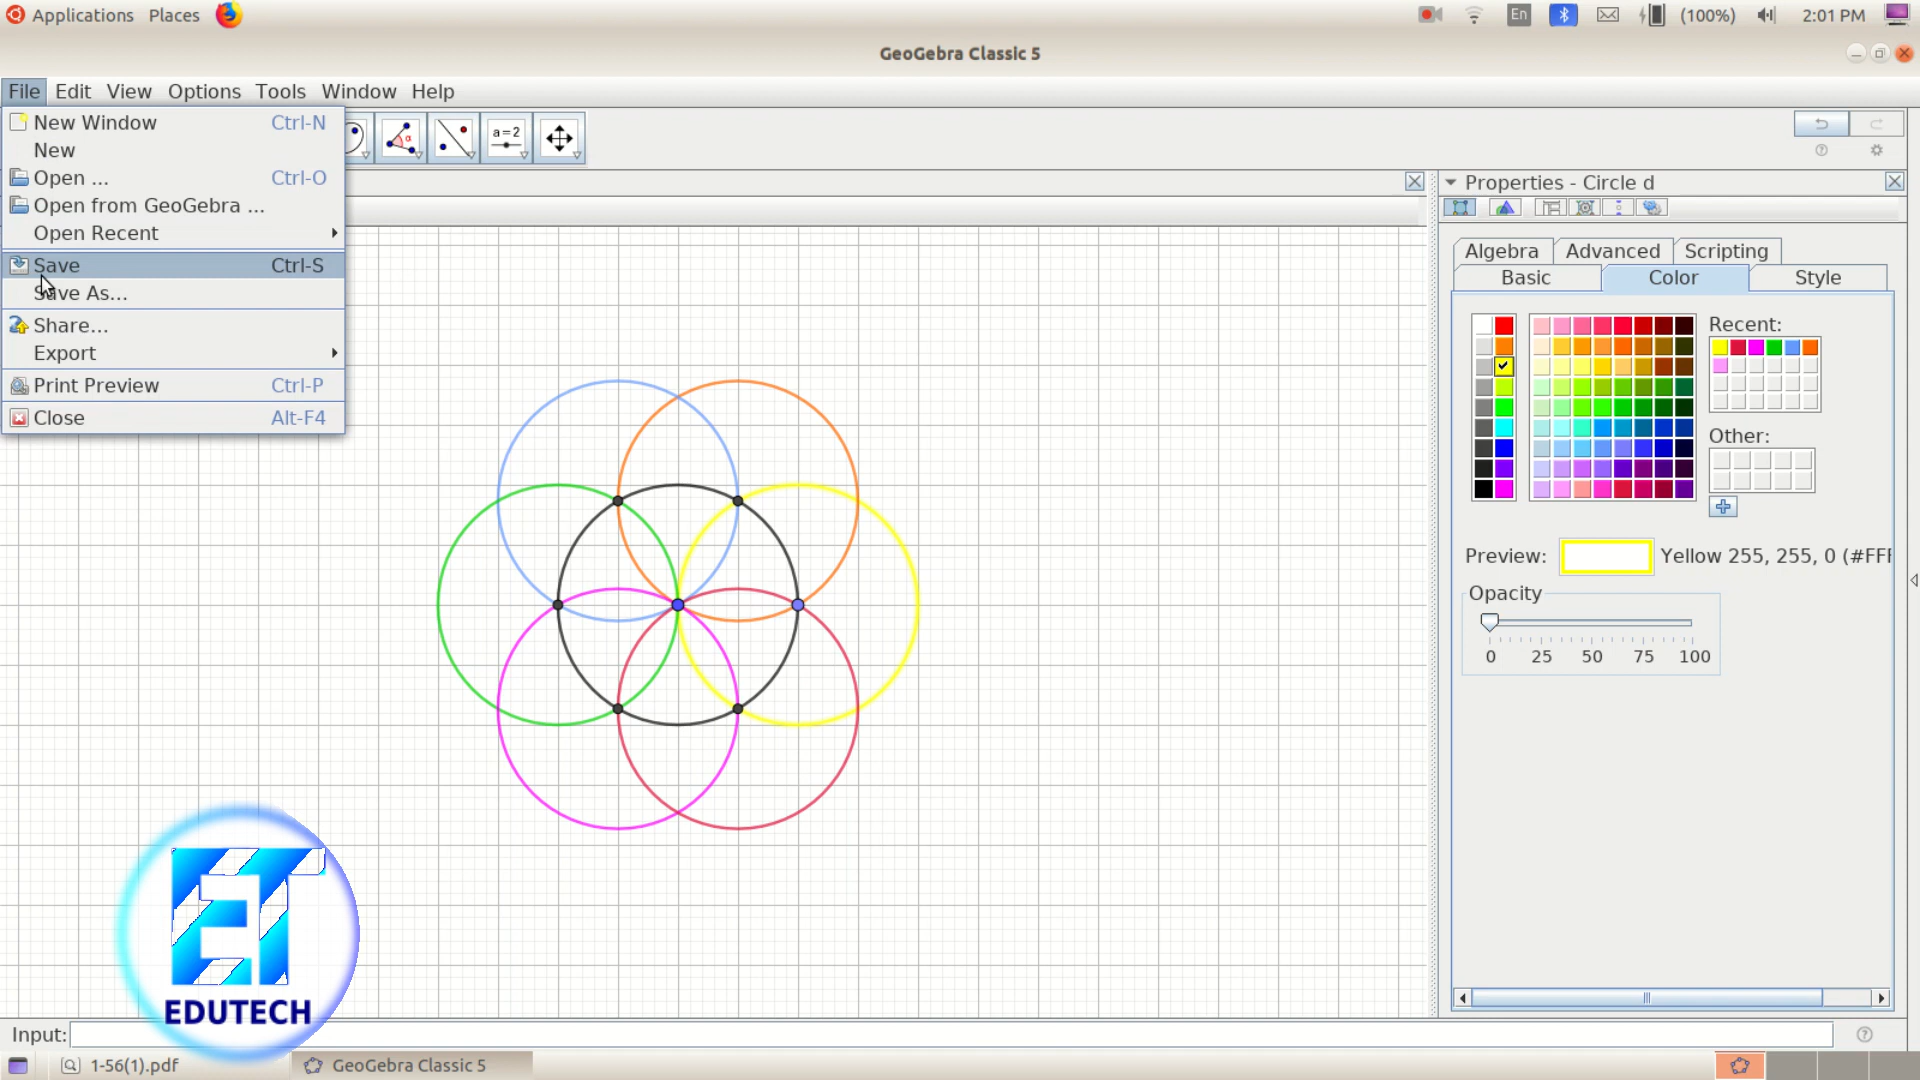 Applications Places En (100%) 2:01 PM
GeoGebra Classic 5
File Edit View Options Tools Window Help
New Window Ctrl-N
New
Open ... Ctrl-O
Open from GeoGebra ...
Open Recent
Save Ctrl-S
Save As...
Share...
Export
Print Preview Ctrl-P
Close Alt-F4
a=2
Properties - Circle d
Algebra Advanced Scripting
Basic Color Style
Recent:
Other:
Preview: Yellow 255, 255, 0 (#FFF
Opacity
0 25 50 75 100
ET
EDUTECH
Input:
1-56(1).pdf GeoGebra Classic 5